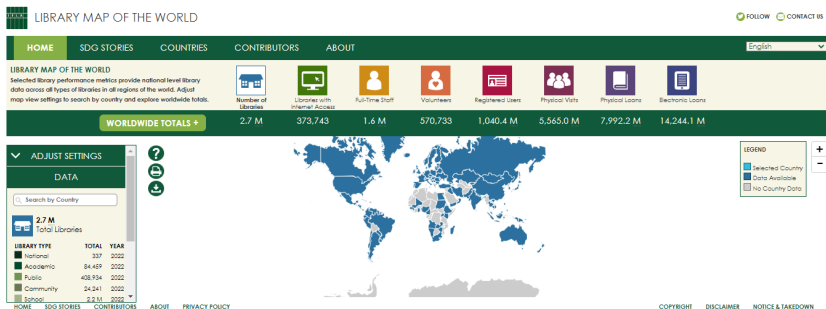 IFLA
LIBRARY MAP OF THE WORLD
FOLLOW
CONTACT US
HOME
SDG STORIES
COUNTRIES
CONTRIBUTORS
ABOUT
English
LIBRARY MAP OF THE WORLD
Selected library performance metrics provide national level library
data across all types of libraries in all regions of the world. Adjust
map view settings to search by country and explore worldwide totals.
Number of
Libraries
Libraries with
Internet Access
Full-Time Staff
Volunteers
Registered Users
Physical Visits
Physical Loans
Electronic Loans
WORLDWIDE TOTALS +
2.7 M
373,743
1.6 M
570,733
1,040.4 M
5,565.0 M
7,992.2 M
14,244.1 M
ADJUST SETTINGS
DATA
Search by Country
2.7 M
Total Libraries
LIBRARY TYPE TOTAL YEAR
National 337 2022
Academic 84,469 2022
Public 408,934 2022
Community 24,241 2022
School 2.2 M 2022
?
LEGEND
Selected Country
Data Available
No Country Data
+
-
HOME
SDG STORIES
CONTRIBUTORS
ABOUT
PRIVACY POLICY
COPYRIGHT
DISCLAIMER
NOTICE & TAKEDOWN